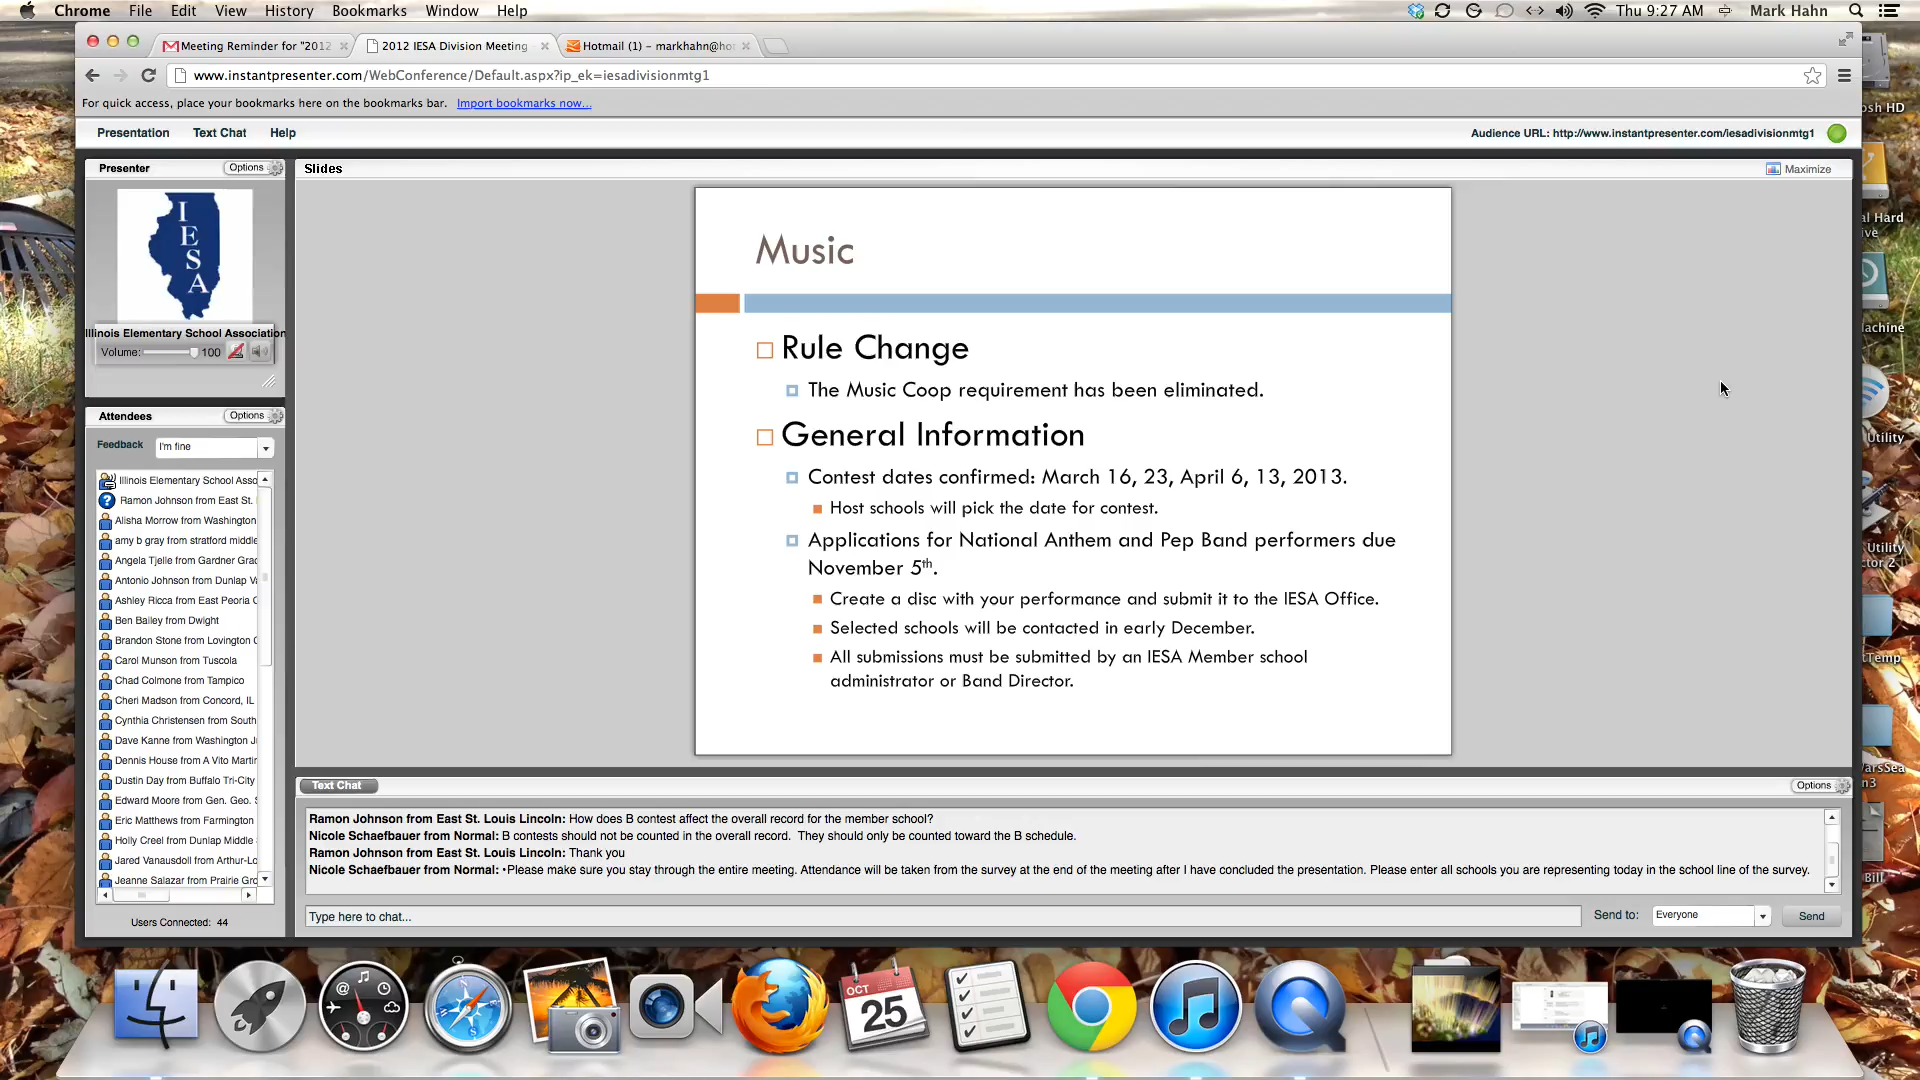 Chrome File Edit View History Bookmarks Window Help Thu 9:27 AM Mark Hahn
Meeting Reminder for "2012
2012 IESA Division Meeting
Hotmail (1) – markhahn@ho
www.instantpresenter.com/WebConference/Default.aspx?ip_ek=iesadivisionmtg1
For quick access, place your bookmarks here on the bookmarks bar. Import bookmarks now...
Presentation Text Chat Help Audience URL: http://www.instantpresenter.com/iesadivisionmtg1
Presenter Options
I
E
S
A
Illinois Elementary School Association
Volume: 100
Attendees Options
Feedback I'm fine
Illinois Elementary School Asso
Ramon Johnson from East St.
Alisha Morrow from Washington
amy b gray from stratford middle
Angela Tjelle from Gardner Grac
Antonio Johnson from Dunlap Va
Ashley Ricca from East Peoria C
Ben Bailey from Dwight
Brandon Stone from Lovington C
Carol Munson from Tuscola
Chad Colmone from Tampico
Cheri Madson from Concord, IL
Cynthia Christensen from South
Dave Kanne from Washington J
Dennis House from A Vito Martin
Dustin Day from Buffalo Tri-City
Edward Moore from Gen. Geo. S
Eric Matthews from Farmington
Holly Creel from Dunlap Middle
Jared Vanausdoll from Arthur-Lo
Jeanne Salazar from Prairie Gro
Users Connected: 44
Slides Maximize
Music
Rule Change
The Music Coop requirement has been eliminated.
General Information
Contest dates confirmed: March 16, 23, April 6, 13, 2013.
Host schools will pick the date for contest.
Applications for National Anthem and Pep Band performers due
November 5th.
Create a disc with your performance and submit it to the IESA Office.
Selected schools will be contacted in early December.
All submissions must be submitted by an IESA Member school
administrator or Band Director.
Text Chat Options
Ramon Johnson from East St. Louis Lincoln: How does B contest affect the overall record for the member school?
Nicole Schaefbauer from Normal: B contests should not be counted in the overall record. They should only be counted toward the B schedule.
Ramon Johnson from East St. Louis Lincoln: Thank you
Nicole Schaefbauer from Normal: •Please make sure you stay through the entire meeting. Attendance will be taken from the survey at the end of the meeting after I have concluded the presentation. Please enter all schools you are representing today in the school line of the survey.
Type here to chat... Send to: Everyone Send
osh HD
al Hard
ive
achine
Utility
Utility
ctor 2
tTemp
arsSea
n3
Bill
OCT
25